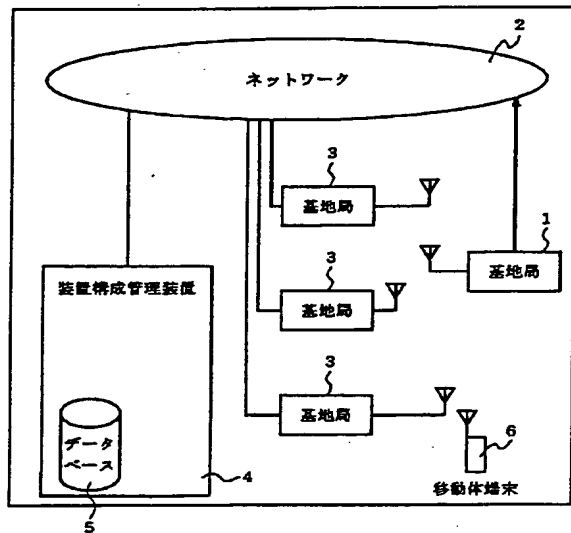 2
ネットワーク
3
基地局
1
基地局
3
基地局
装置構成管理装置
3
基地局
データ
ベース
6
4
移動体端末
5